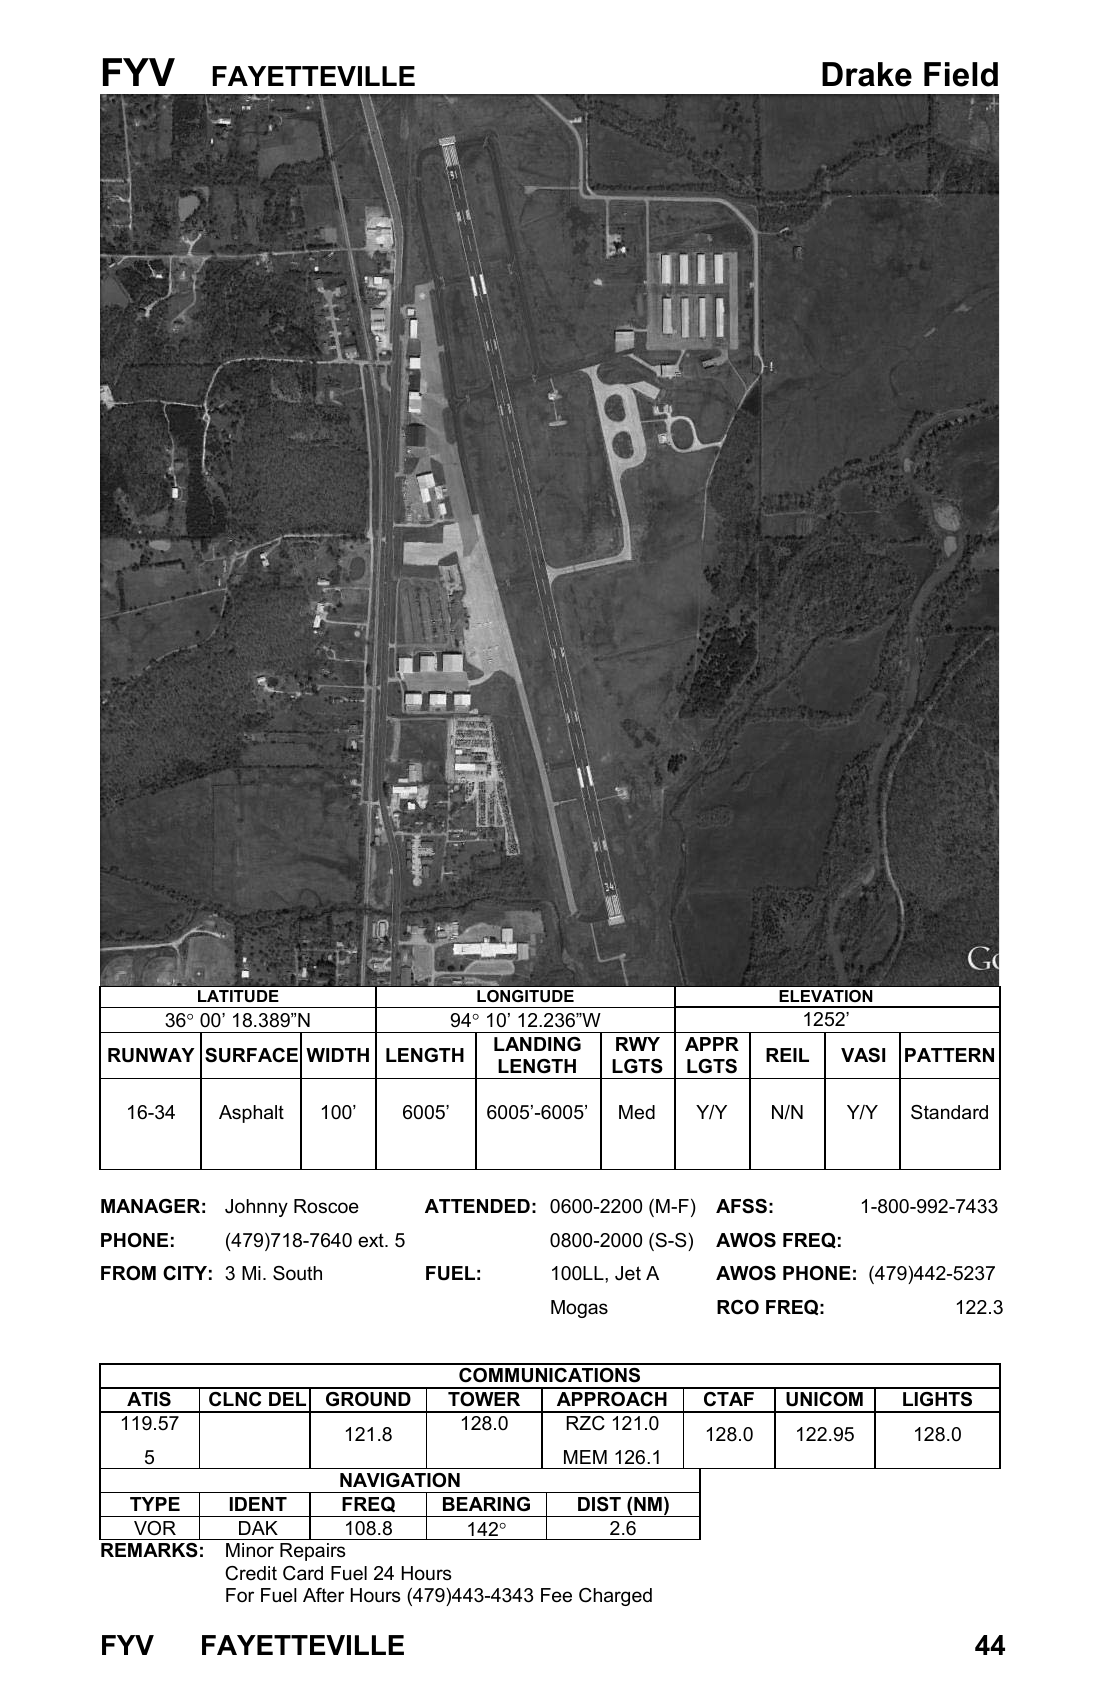 FYV FAYETTEVILLE Drake Field
34
Go
LATITUDE LONGITUDE ELEVATION
36° 00’ 18.389”N 94° 10’ 12.236”W 1252’
RUNWAY SURFACE WIDTH LENGTH LANDING LENGTH RWY LGTS APPR LGTS REIL VASI PATTERN
16-34 Asphalt 100’ 6005’ 6005’-6005’ Med Y/Y N/N Y/Y Standard
MANAGER: Johnny Roscoe ATTENDED: 0600-2200 (M-F) AFSS: 1-800-992-7433
PHONE: (479)718-7640 ext. 5 0800-2000 (S-S) AWOS FREQ:
FROM CITY: 3 Mi. South FUEL: 100LL, Jet A AWOS PHONE: (479)442-5237
Mogas RCO FREQ: 122.3
COMMUNICATIONS
ATIS CLNC DEL GROUND TOWER APPROACH CTAF UNICOM LIGHTS
119.57 121.8 128.0 RZC 121.0 128.0 122.95 128.0
5 MEM 126.1
NAVIGATION
TYPE IDENT FREQ BEARING DIST (NM)
VOR DAK 108.8 142° 2.6
REMARKS: Minor Repairs
Credit Card Fuel 24 Hours
For Fuel After Hours (479)443-4343 Fee Charged
FYV FAYETTEVILLE 44